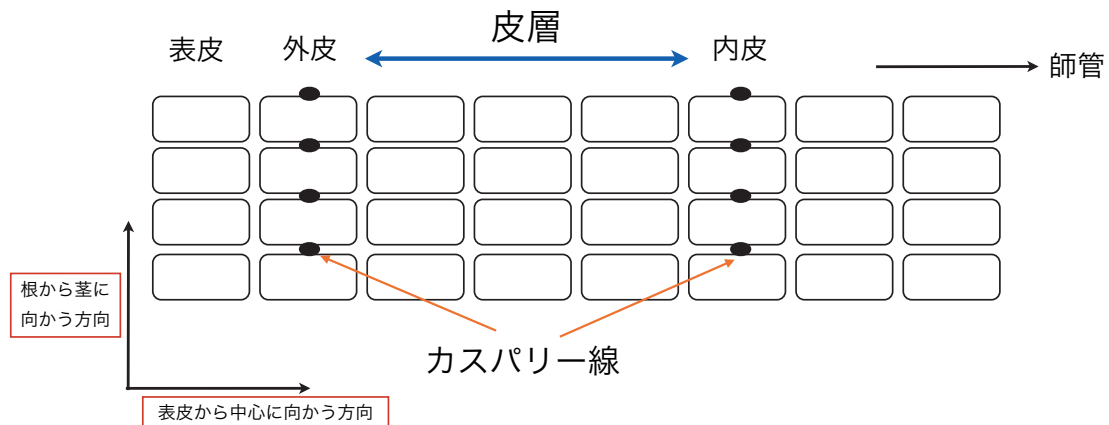 皮層
表皮
外皮
内皮
師管
根から茎に
向かう方向
カスパリー線
表皮から中心に向かう方向